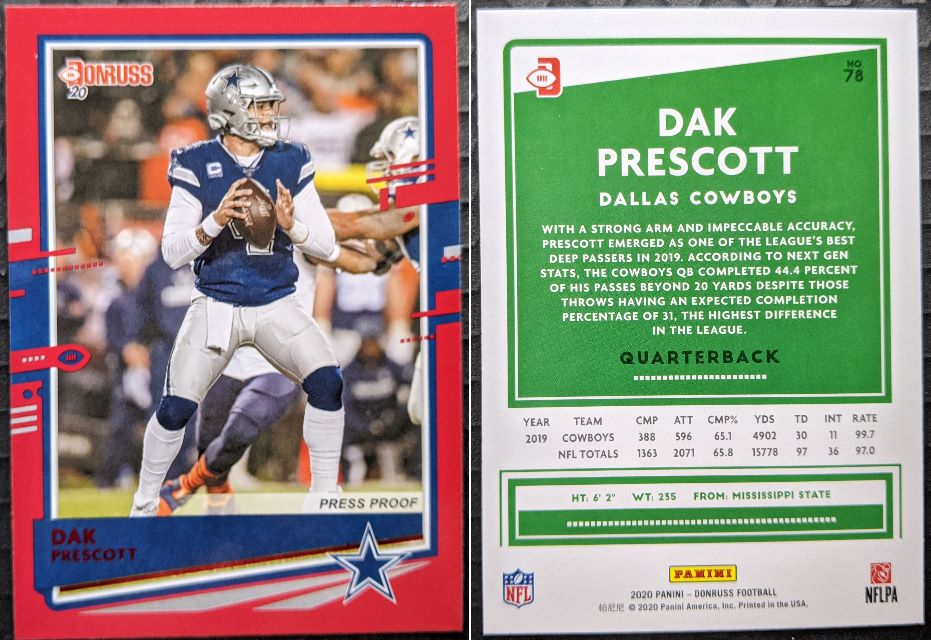 DONRUSS
20
C
PRESS PROOF
DAK
PRESCOTT
D
NO.
78
DAK
PRESCOTT
DALLAS COWBOYS
WITH A STRONG ARM AND IMPECCABLE ACCURACY,
PRESCOTT EMERGED AS ONE OF THE LEAGUE'S BEST
DEEP PASSERS IN 2019. ACCORDING TO NEXT GEN
STATS, THE COWBOYS QB COMPLETED 44.4 PERCENT
OF HIS PASSES BEYOND 20 YARDS DESPITE THOSE
THROWS HAVING AN EXPECTED COMPLETION
PERCENTAGE OF 31, THE HIGHEST DIFFERENCE
IN THE LEAGUE.
QUARTERBACK
YEAR TEAM CMP ATT CMP% YDS TD INT RATE
2019 COWBOYS 388 596 65.1 4902 30 11 99.7
NFL TOTALS 1363 2071 65.8 15778 97 36 97.0
HT: 6' 2" WT: 235 FROM: MISSISSIPPI STATE
NFL
PANINI
NFLPA
2020 PANINI – DONRUSS FOOTBALL
帕尼尼 © 2020 Panini America, Inc. Printed in the USA.